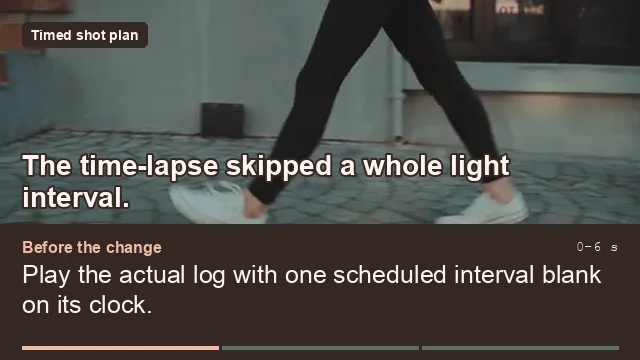 Timed shot plan
The time-lapse skipped a whole light
interval.
Before the change
0–6 s
Play the actual log with one scheduled interval blank
on its clock.